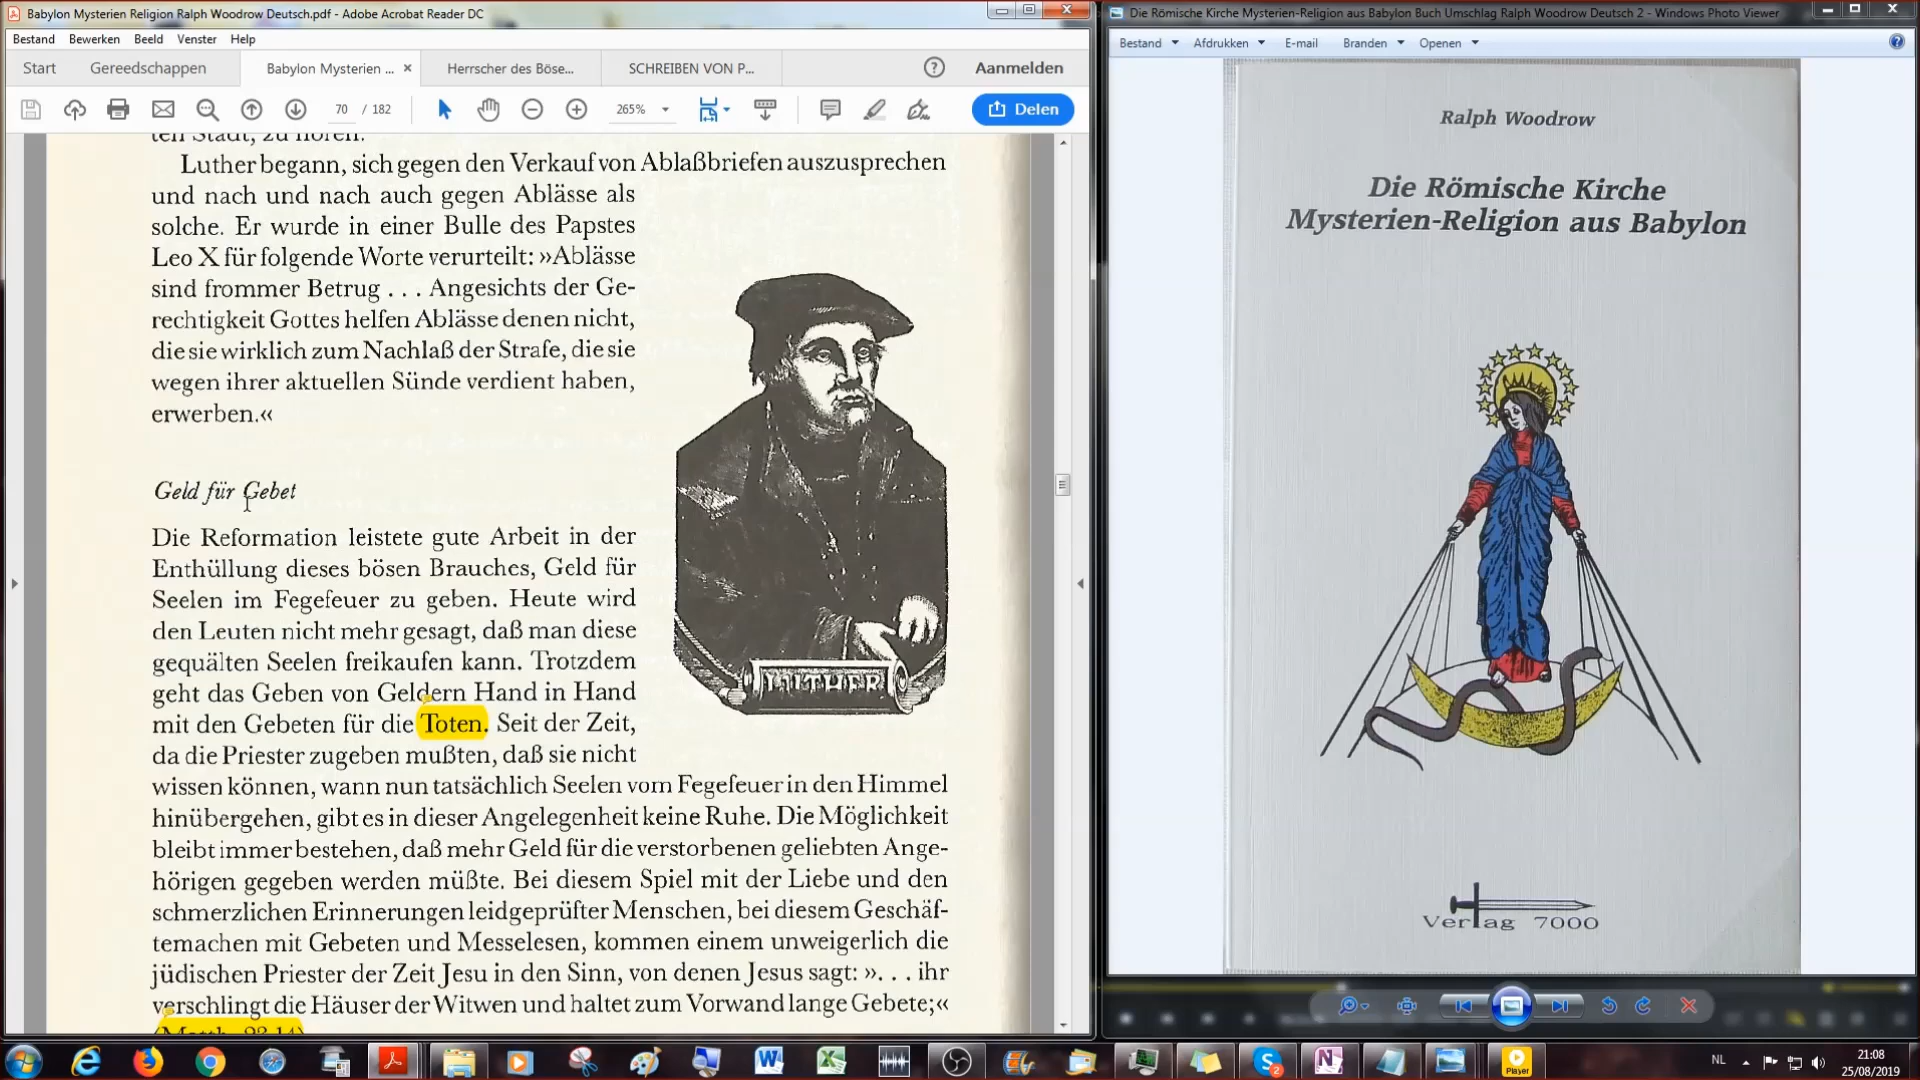 Babylon Mysterien Religion Ralph Woodrow Deutsch.pdf - Adobe Acrobat Reader DC
Bestand Bewerken Beeld Venster Help
Start Gereedschappen Babylon Mysterien ... × Herrscher des Böse... SCHREIBEN VON P... Aanmelden
70 / 182 265% Delen
ten Stadt, zu hören.
Luther begann, sich gegen den Verkauf von Ablaßbriefen auszusprechen
und nach und nach auch gegen Ablässe als
solche. Er wurde in einer Bulle des Papstes
Leo X für folgende Worte verurteilt: »Ablässe
sind frommer Betrug . . . Angesichts der Ge-
rechtigkeit Gottes helfen Ablässe denen nicht,
die sie wirklich zum Nachlaß der Strafe, die sie
wegen ihrer aktuellen Sünde verdient haben,
erwerben.«
Geld für Gebet
Die Reformation leistete gute Arbeit in der
Enthüllung dieses bösen Brauches, Geld für
Seelen im Fegefeuer zu geben. Heute wird
den Leuten nicht mehr gesagt, daß man diese
gequälten Seelen freikaufen kann. Trotzdem
geht das Geben von Geldern Hand in Hand
mit den Gebeten für die Toten. Seit der Zeit,
da die Priester zugeben mußten, daß sie nicht
wissen können, wann nun tatsächlich Seelen vom Fegefeuer in den Himmel
hinübergehen, gibt es in dieser Angelegenheit keine Ruhe. Die Möglichkeit
bleibt immer bestehen, daß mehr Geld für die verstorbenen geliebten Ange-
hörigen gegeben werden müßte. Bei diesem Spiel mit der Liebe und den
schmerzlichen Erinnerungen leidgeprüfter Menschen, bei diesem Geschäf-
temachen mit Gebeten und Messelesen, kommen einem unweigerlich die
jüdischen Priester der Zeit Jesu in den Sinn, von denen Jesus sagt: ». . . ihr
verschlingt die Häuser der Witwen und haltet zum Vorwand lange Gebete;«
(Matth. 23,14)
LUTHER
Die Römische Kirche Mysterien-Religion aus Babylon Buch Umschlag Ralph Woodrow Deutsch 2 - Windows Photo Viewer
Bestand Afdrukken E-mail Branden Openen
Ralph Woodrow
Die Römische Kirche
Mysterien-Religion aus Babylon
Verlag 7000
Player
NL
21:08
25/08/2019